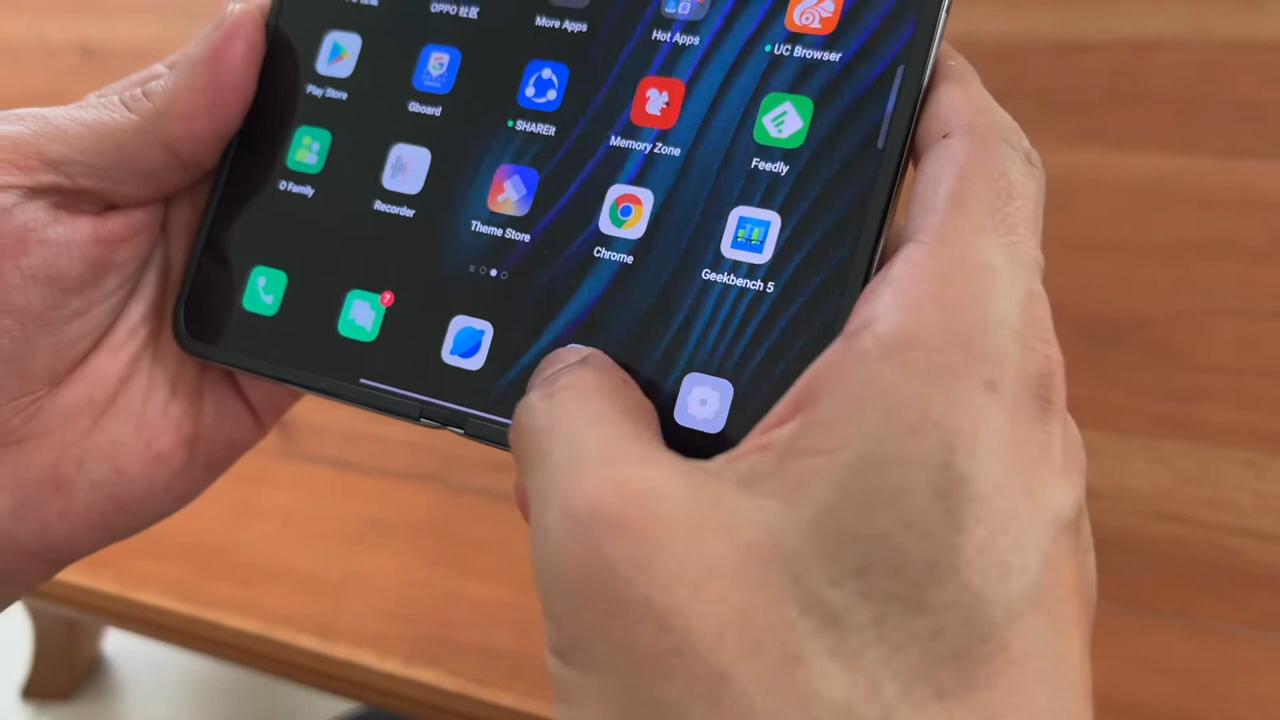 OPPO 社区
More Apps
Hot Apps
UC Browser
Play Store
Gboard
SHAREit
Memory Zone
Feedly
O Family
Recorder
Theme Store
Chrome
Geekbench 5
7